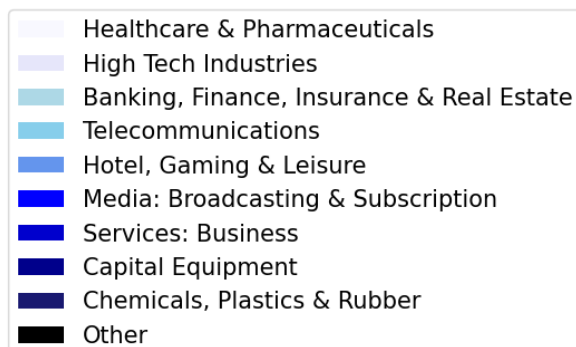 Healthcare & Pharmaceuticals
High Tech Industries
Banking, Finance, Insurance & Real Estate
Telecommunications
Hotel, Gaming & Leisure
Media: Broadcasting & Subscription
Services: Business
Capital Equipment
Chemicals, Plastics & Rubber
Other